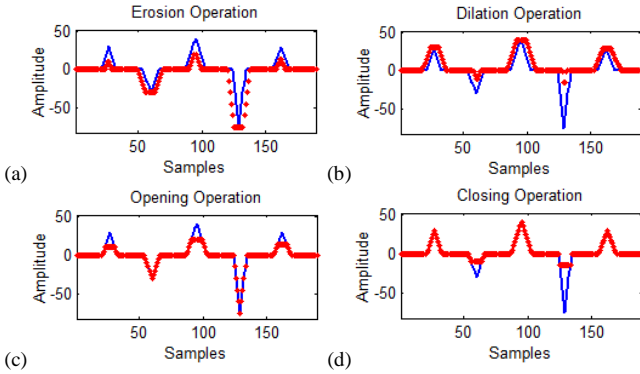 Erosion Operation
50
0
-50
Amplitude
50
100
150
Samples
(a)
Dilation Operation
50
0
-50
Amplitude
50
100
150
Samples
(b)
Opening Operation
50
0
-50
Amplitude
50
100
150
Samples
(c)
Closing Operation
50
0
-50
Amplitude
50
100
150
Samples
(d)